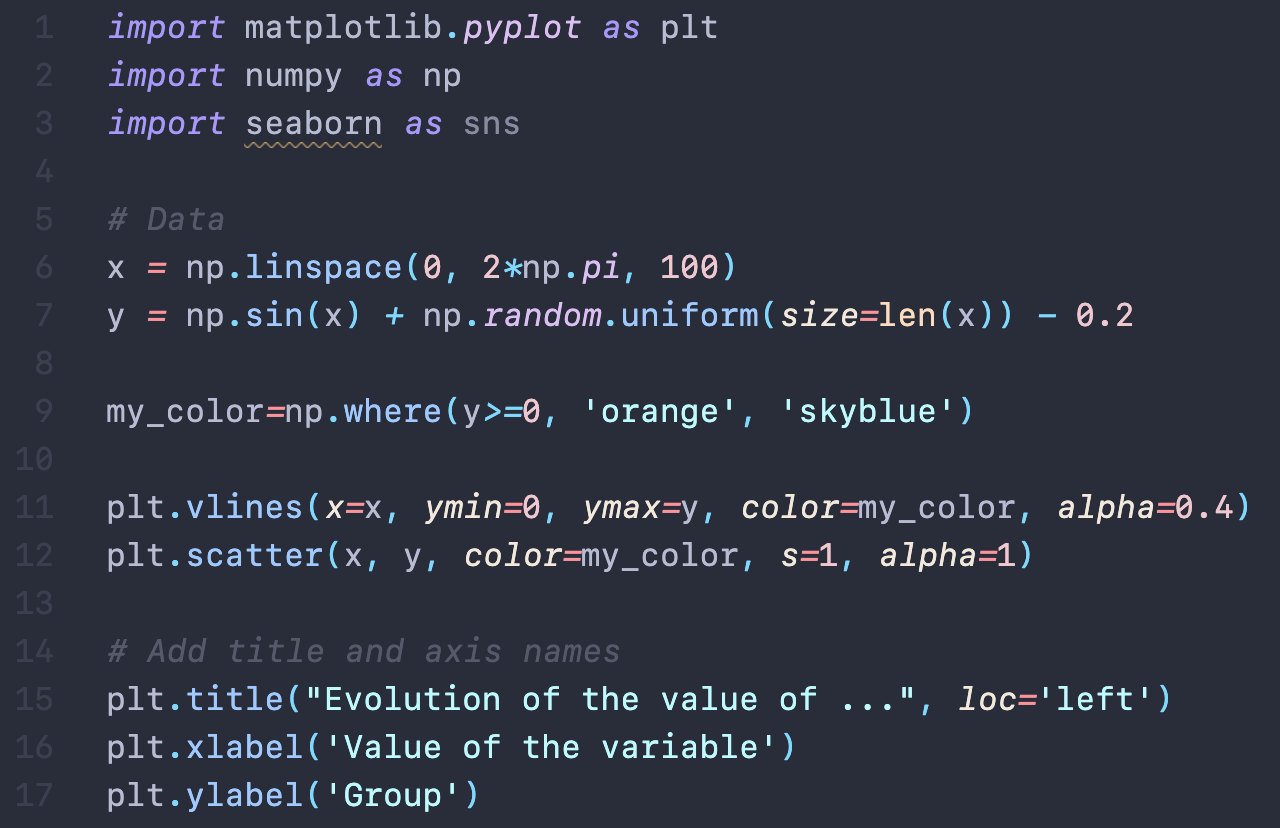 1 import matplotlib.pyplot as plt
2 import numpy as np
3 import seaborn as sns
4
5 # Data
6 x = np.linspace(0, 2*np.pi, 100)
7 y = np.sin(x) + np.random.uniform(size=len(x)) - 0.2
8
9 my_color=np.where(y>=0, 'orange', 'skyblue')
10
11 plt.vlines(x=x, ymin=0, ymax=y, color=my_color, alpha=0.4)
12 plt.scatter(x, y, color=my_color, s=1, alpha=1)
13
14 # Add title and axis names
15 plt.title("Evolution of the value of ...", loc='left')
16 plt.xlabel('Value of the variable')
17 plt.ylabel('Group')